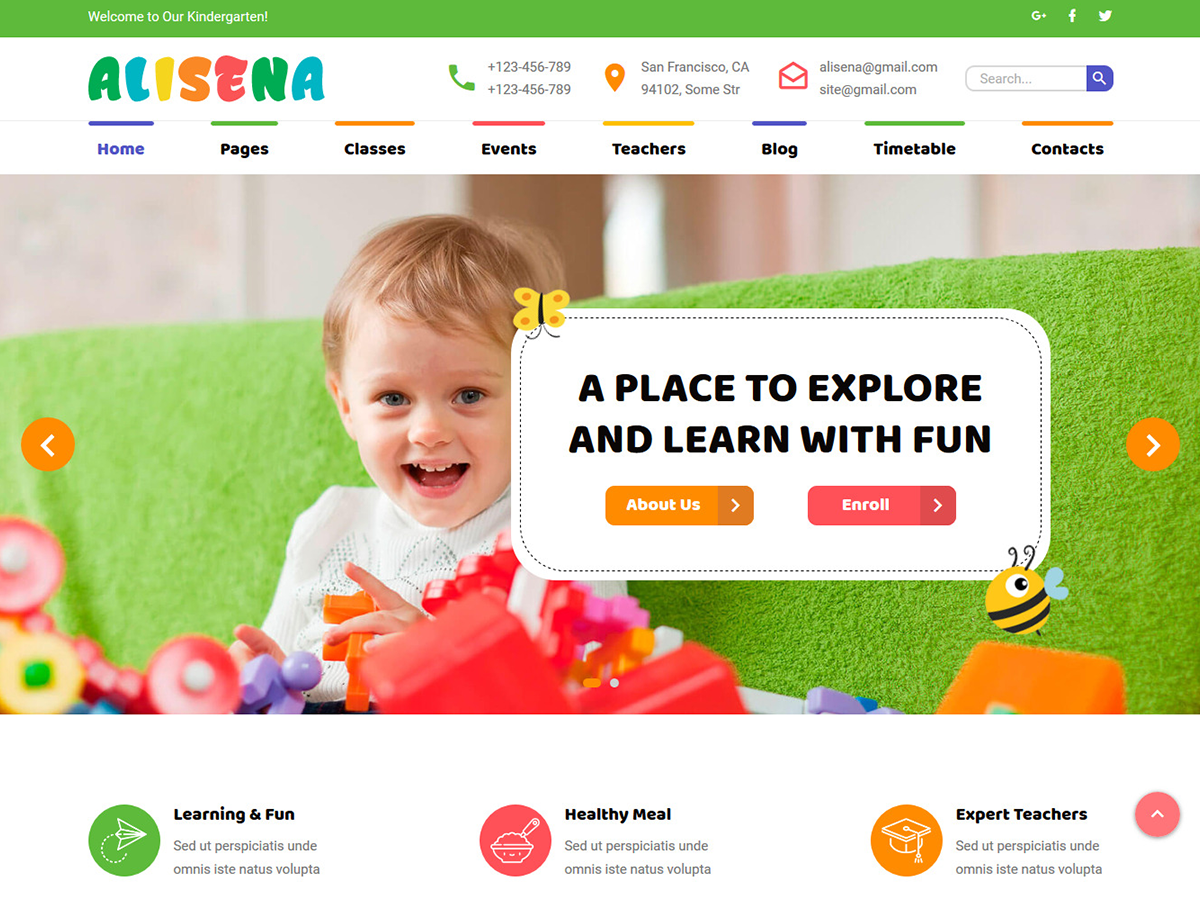 Welcome to Our Kindergarten!
ALISENA
+123-456-789
+123-456-789
San Francisco, CA
94102, Some Str
alisena@gmail.com
site@gmail.com
Search...
Home
Pages
Classes
Events
Teachers
Blog
Timetable
Contacts
A PLACE TO EXPLORE
AND LEARN WITH FUN
About Us
Enroll
Learning & Fun
Sed ut perspiciatis unde
omnis iste natus volupta
Healthy Meal
Sed ut perspiciatis unde
omnis iste natus volupta
Expert Teachers
Sed ut perspiciatis unde
omnis iste natus volupta